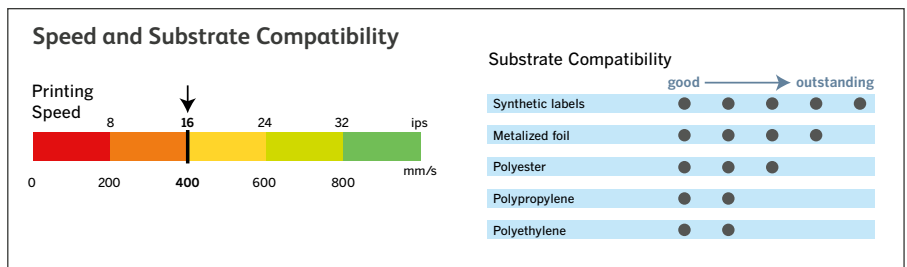 Speed and Substrate Compatibility
Printing
Speed
8 16 24 32 ips
mm/s
0 200 400 600 800
Substrate Compatibility
good outstanding
Synthetic labels
Metalized foil
Polyester
Polypropylene
Polyethylene